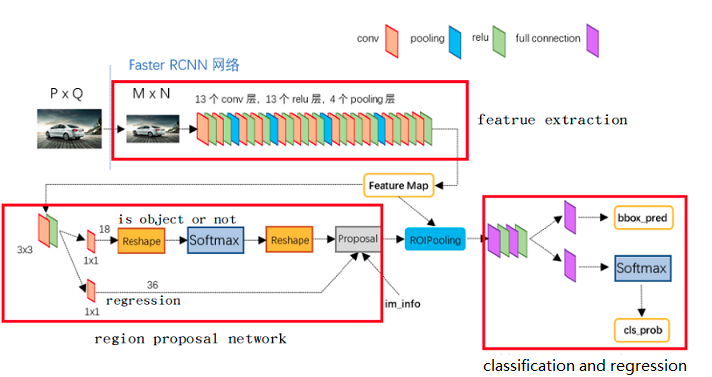 conv pooling relu full connection
Faster RCNN 网络
P x Q
M x N
13 个 conv 层, 13 个 relu 层, 4 个 pooling 层
featrue extraction
Feature Map
is object or not
18
3x3
1x1
Reshape
Softmax
Reshape
Proposal
ROIPooling
bbox_pred
Softmax
36
regression
1x1
im_info
cls_prob
region proposal network
classification and regression